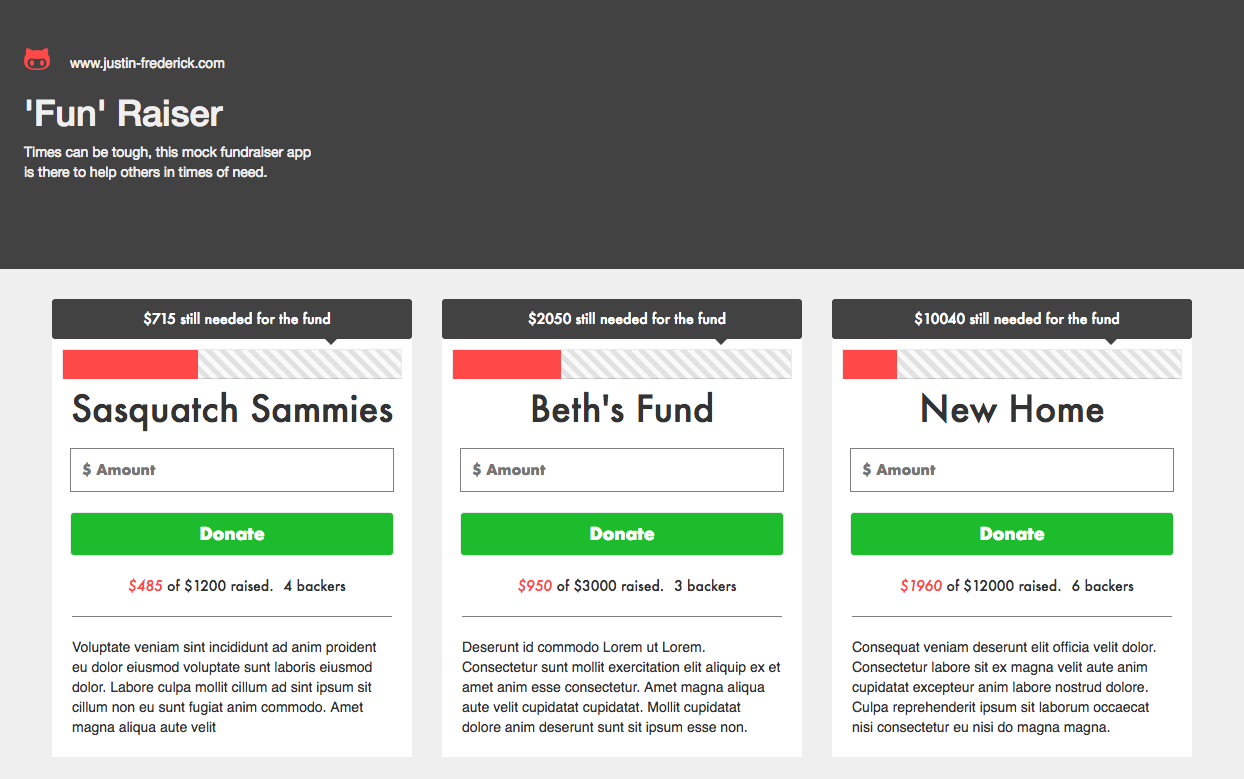 www.justin-frederick.com
'Fun' Raiser
Times can be tough, this mock fundraiser app
is there to help others in times of need.
$715 still needed for the fund
Sasquatch Sammies
$ Amount
Donate
$485 of $1200 raised. 4 backers
Voluptate veniam sint incididunt ad anim proident
eu dolor eiusmod voluptate sunt laboris eiusmod
dolor. Labore culpa mollit cillum ad sint ipsum sit
cillum non eu sunt fugiat anim commodo. Amet
magna aliqua aute velit
$2050 still needed for the fund
Beth's Fund
$ Amount
Donate
$950 of $3000 raised. 3 backers
Deserunt id commodo Lorem ut Lorem.
Consectetur sunt mollit exercitation elit aliquip ex et
amet anim esse consectetur. Amet magna aliqua
aute velit cupidatat cupidatat. Mollit cupidatat
dolore anim deserunt sunt sit ipsum esse non.
$10040 still needed for the fund
New Home
$ Amount
Donate
$1960 of $12000 raised. 6 backers
Consequat veniam deserunt elit officia velit dolor.
Consectetur labore sit ex magna velit aute anim
cupidatat excepteur anim labore nostrud dolore.
Culpa reprehenderit ipsum sit laborum occaecat
nisi consectetur eu nisi do magna magna.